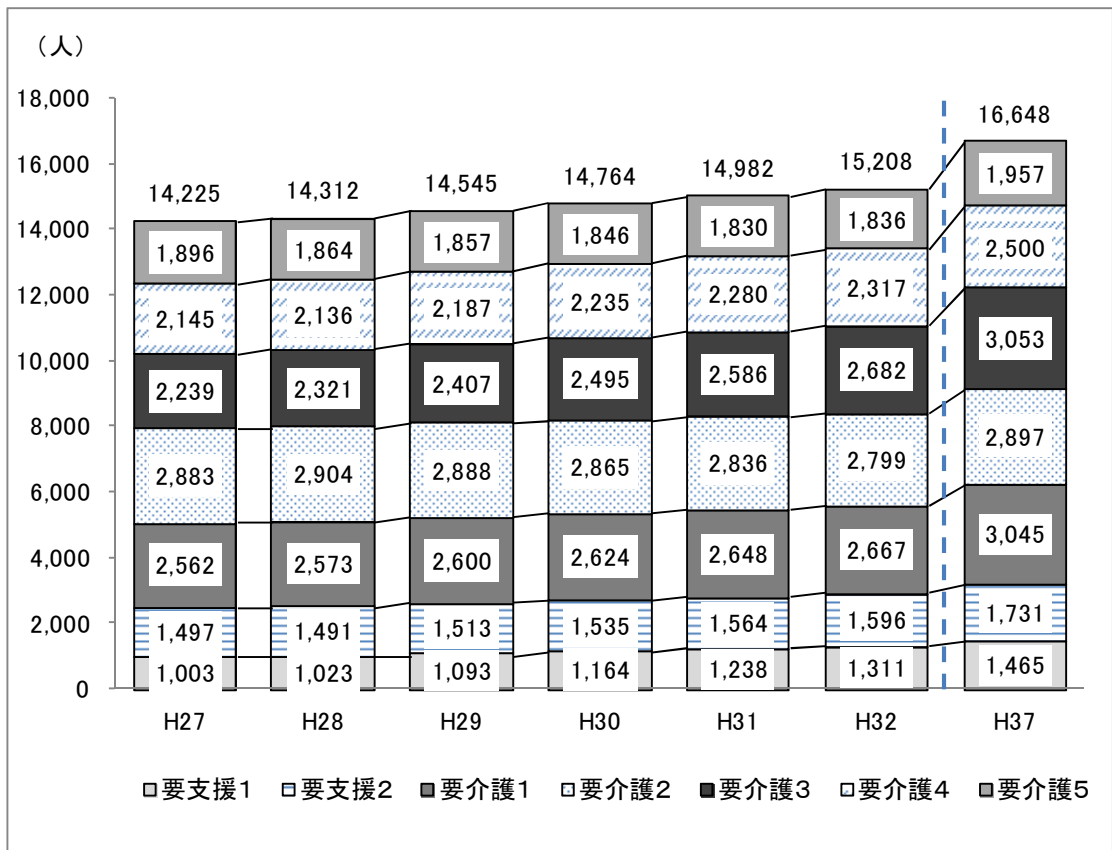 （人）
18,000
16,000
14,000
12,000
10,000
8,000
6,000
4,000
2,000
0
14,225 14,312 14,545 14,764 14,982 15,208 16,648
1,896 1,864 1,857 1,846 1,830 1,836 1,957
2,145 2,136 2,187 2,235 2,280 2,317 2,500
2,239 2,321 2,407 2,495 2,586 2,682 3,053
2,883 2,904 2,888 2,865 2,836 2,799 2,897
2,562 2,573 2,600 2,624 2,648 2,667 3,045
1,497 1,491 1,513 1,535 1,564 1,596 1,731
1,003 1,023 1,093 1,164 1,238 1,311 1,465
H27 H28 H29 H30 H31 H32 H37
要支援1 要支援2 要介護1 要介護2 要介護3 要介護4 要介護5